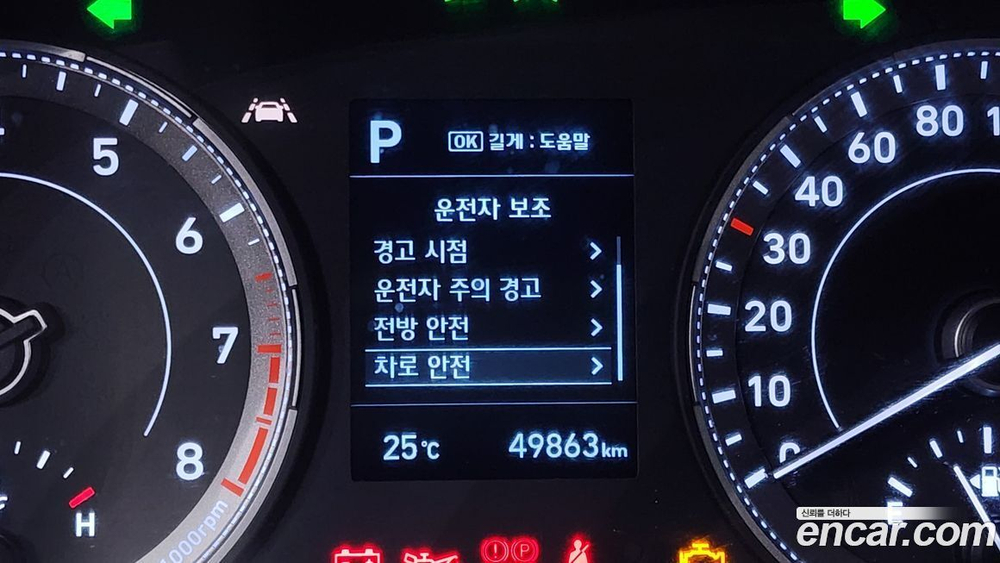 P
OK 길게 : 도움말
운전자 보조
경고 시점
운전자 주의 경고
전방 안전
차로 안전
25°C
49863km
5
6
7
8
H
1000rpm
0
10
20
30
40
60
80
E
P
신뢰를 더하다
encar.com